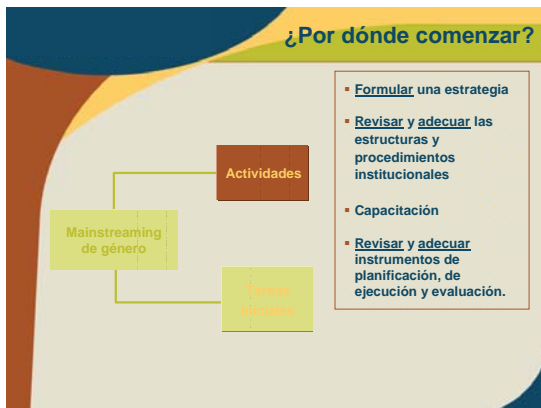 ¿Por dónde comenzar?
Formular una estrategia
Revisar y adecuar las
estructuras y
procedimientos
institucionales
Capacitación
Revisar y adecuar
instrumentos de
planificación, de
ejecución y evaluación.
Actividades
Mainstreaming
de género